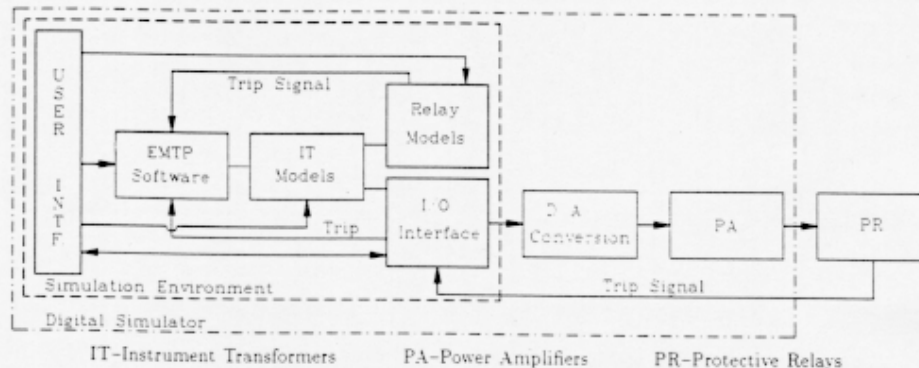 USER INTF
Trip Signal
Relay
Models
EMTP
Software
IT
Models
I/O
Interface
Trip
D/A
Conversion
PA
PR
Simulation Environment
Trip Signal
Digital Simulator
IT-Instrument Transformers PA-Power Amplifiers PR-Protective Relays